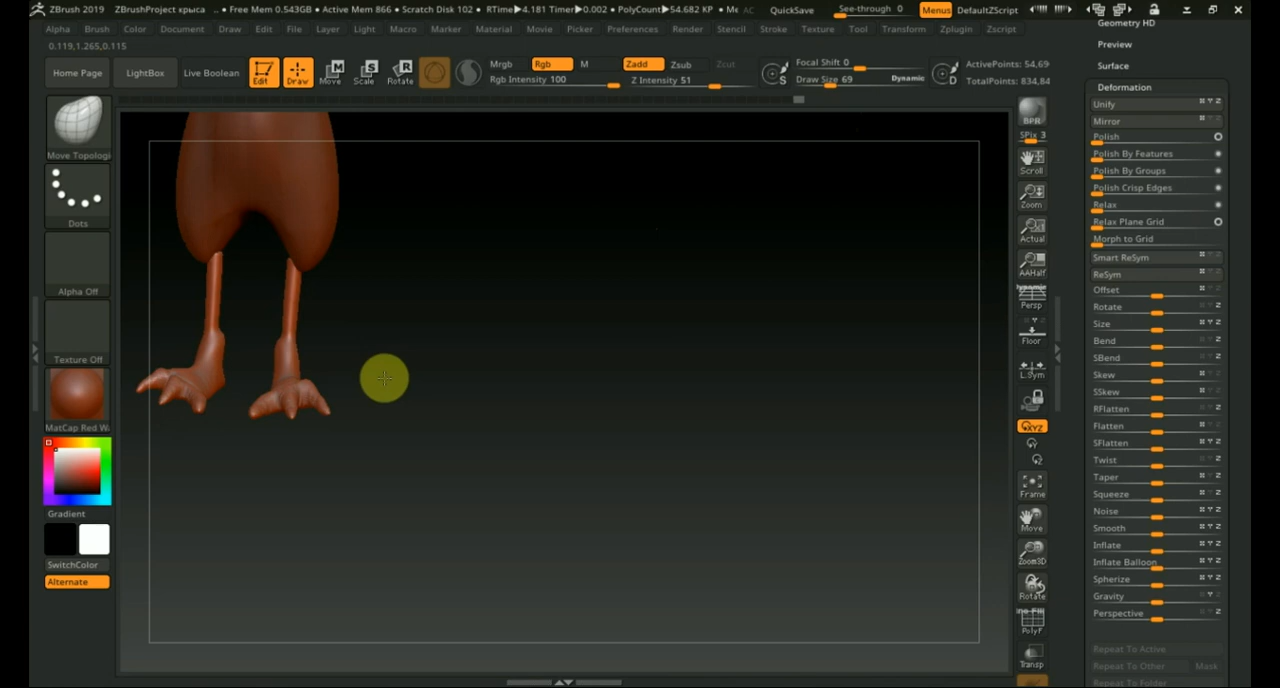 ZBrush 2019 ZBrushProject крыса • Free Mem 0.543GB • Active Mem 866 • Scratch Disk 102 • RTime▶4.181 Timer▶0.002 • PolyCount▶54.682 KP • Me AC QuickSave See-through 0 Menus DefaultZScript
Alpha Brush Color Document Draw Edit File Layer Light Macro Marker Material Movie Picker Preferences Render Stencil Stroke Texture Tool Transform Zplugin Zscript
0.119,1.265,0.115
Home Page LightBox Live Boolean Edit Draw Move Scale Rotate
Mrgb Rgb M Zadd Zsub Zcut
Rgb Intensity 100 Z Intensity 51
Focal Shift 0
Draw Size 69 Dynamic
ActivePoints: 54,69
TotalPoints: 834,84
S
D
Move Topologi
Dots
Alpha Off
Texture Off
MatCap Red W
Gradient
SwitchColor
Alternate
BPR
SPix 3
Scroll
Zoom
Actual
AAHalf
Dynamic
Persp
Floor
L.Sym
XYZ
Frame
Move
Zoom3D
Rotate
Line Fill
PolyF
Transp
Geometry HD
Preview
Surface
Deformation
Unify
Mirror
Polish
Polish By Features
Polish By Groups
Polish Crisp Edges
Relax
Relax Plane Grid
Morph to Grid
Smart ReSym
ReSym
Offset
Rotate
Size
Bend
SBend
Skew
SSkew
RFlatten
Flatten
SFlatten
Twist
Taper
Squeeze
Noise
Smooth
Inflate
Inflate Balloon
Spherize
Gravity
Perspective
Repeat To Active
Repeat To Other Mask
Repeat To Folder